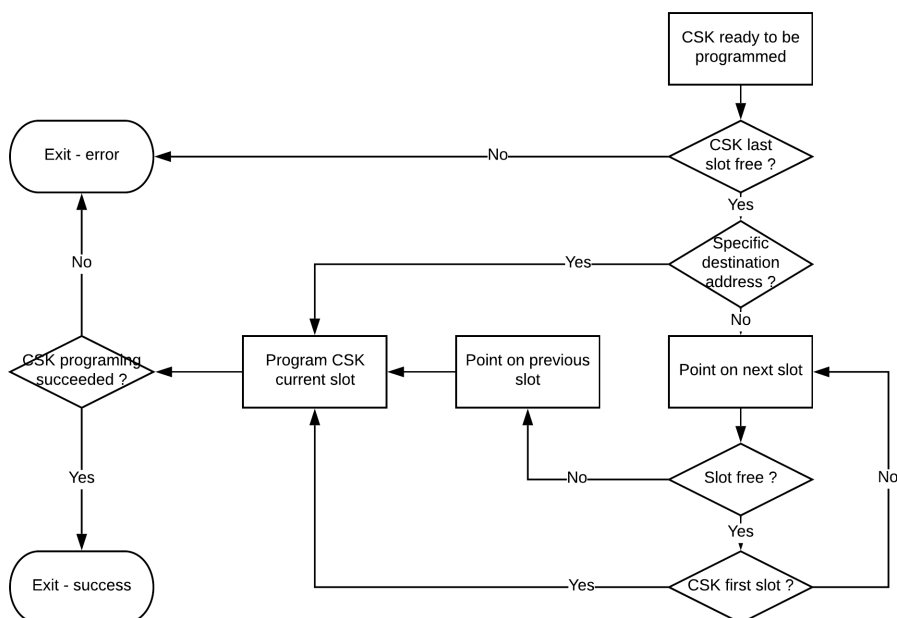 CSK ready to be
programmed
Exit - error
No
CSK last
slot free ?
Yes
Specific
destination
address ?
Yes
No
No
CSK programing
succeeded ?
Program CSK
current slot
Point on previous
slot
Point on next slot
Yes
No
Slot free ?
No
Yes
Exit - success
Yes
CSK first slot ?